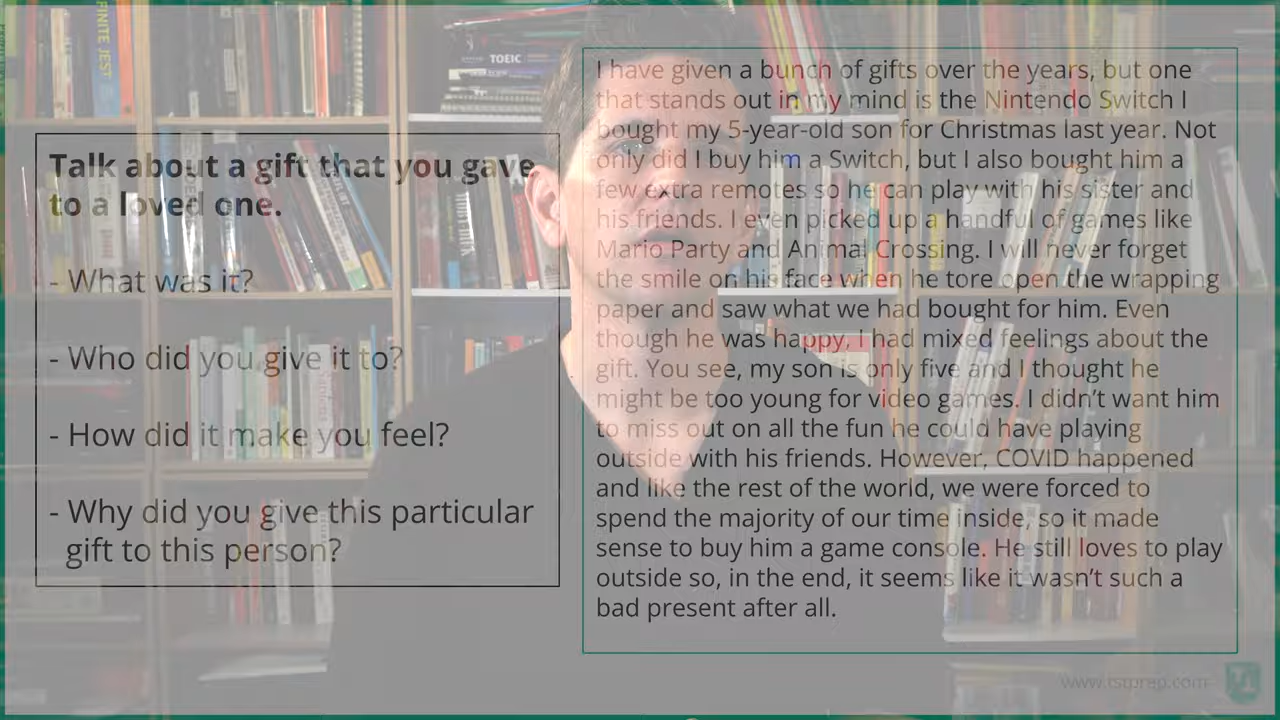 FINITE JEST
TOEIC
Talk about a gift that you gave
to a loved one.
- What was it?
- Who did you give it to?
- How did it make you feel?
- Why did you give this particular
gift to this person?
I have given a bunch of gifts over the years, but one
that stands out in my mind is the Nintendo Switch I
bought my 5-year-old son for Christmas last year. Not
only did I buy him a Switch, but I also bought him a
few extra remotes so he can play with his sister and
his friends. I even picked up a handful of games like
Mario Party and Animal Crossing. I will never forget
the smile on his face when he tore open the wrapping
paper and saw what we had bought for him. Even
though he was happy, I had mixed feelings about the
gift. You see, my son is only five and I thought he
might be too young for video games. I didn’t want him
to miss out on all the fun he could have playing
outside with his friends. However, COVID happened
and like the rest of the world, we were forced to
spend the majority of our time inside, so it made
sense to buy him a game console. He still loves to play
outside so, in the end, it seems like it wasn’t such a
bad present after all.
www.tstprep.com